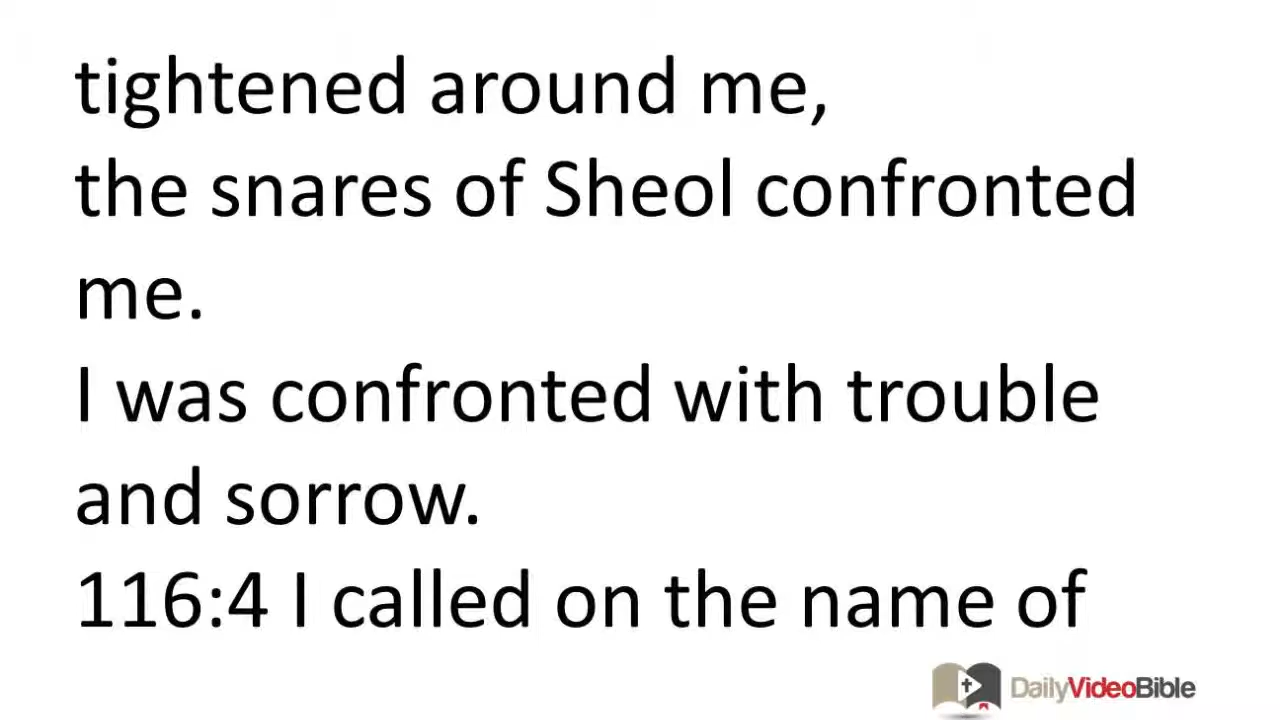 tightened around me,
the snares of Sheol confronted
me.
I was confronted with trouble
and sorrow.
116:4 I called on the name of
DailyVideoBible